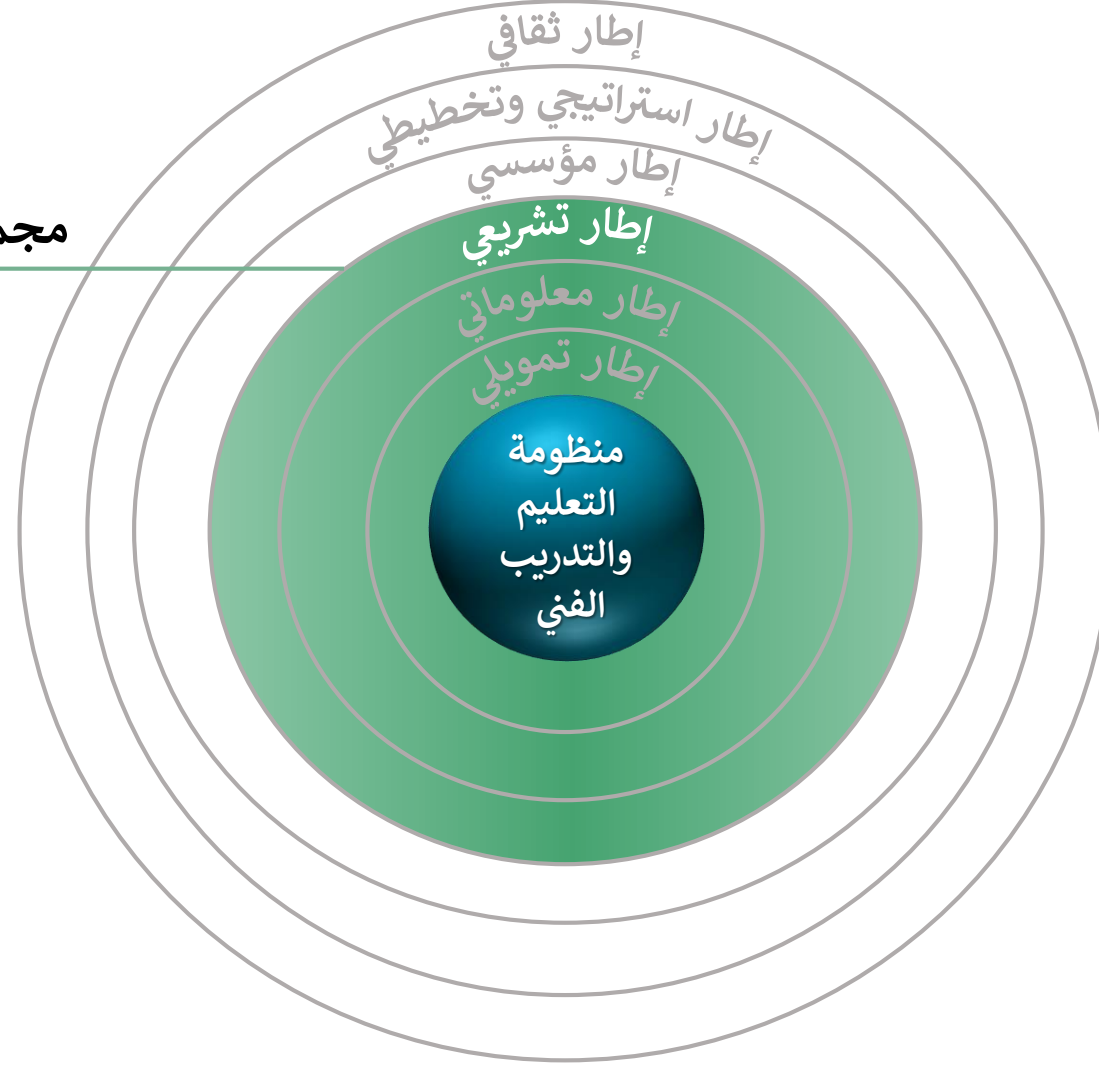 إطار ثقافي
إطار استراتيجي وتخطيطي
إطار مؤسسي
إطار تشريعي
إطار معلوماتي
إطار تمويلي
منظومة
التعليم
والتدريب
الفني